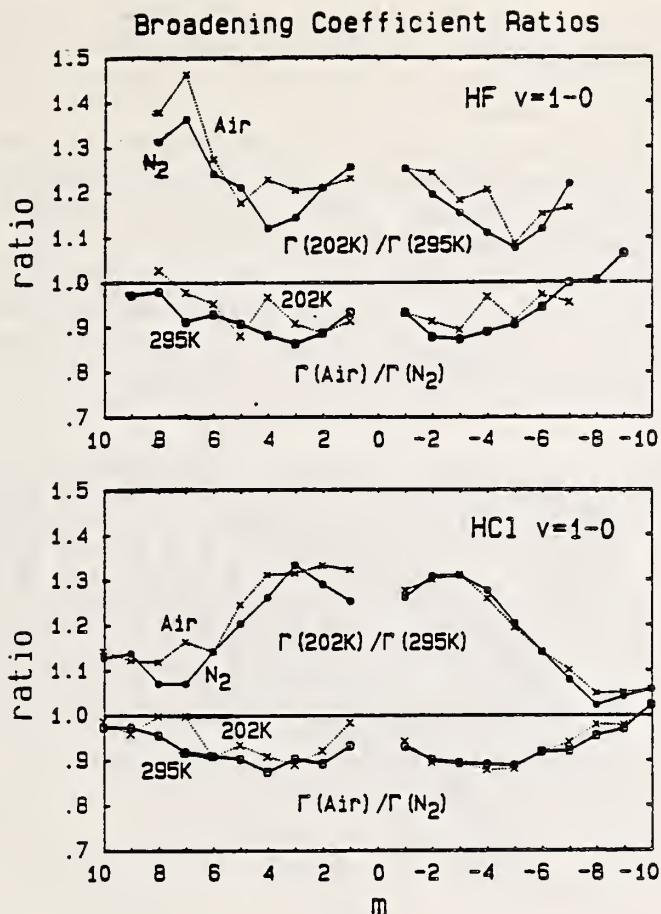 Broadening Coefficient Ratios
1.5
1.4
1.3
1.2
1.1
1.0
.9
.8
.7
ratio
HF v=1-0
Air
N2
Γ(202K)/Γ(295K)
202K
295K
Γ(Air)/Γ(N2)
10 8 6 4 2 0 -2 -4 -6 -8 -10
1.5
1.4
1.3
1.2
1.1
1.0
.9
.8
.7
ratio
HCl v=1-0
Air
N2
Γ(202K)/Γ(295K)
202K
295K
Γ(Air)/Γ(N2)
10 8 6 4 2 0 -2 -4 -6 -8 -10
m